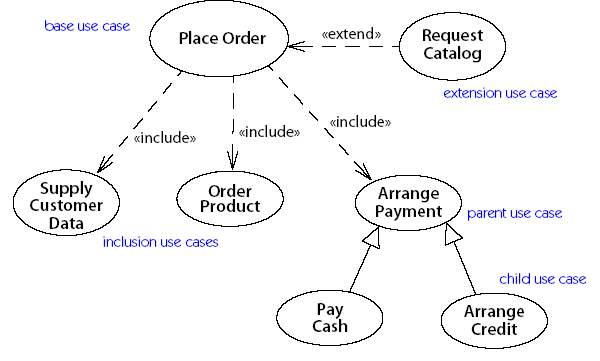 base use case
Place Order
«extend»
Request
Catalog
extension use case
«include»
«include»
«include»
Supply
Customer
Data
Order
Product
Arrange
Payment
parent use case
inclusion use cases
child use case
Pay
Cash
Arrange
Credit